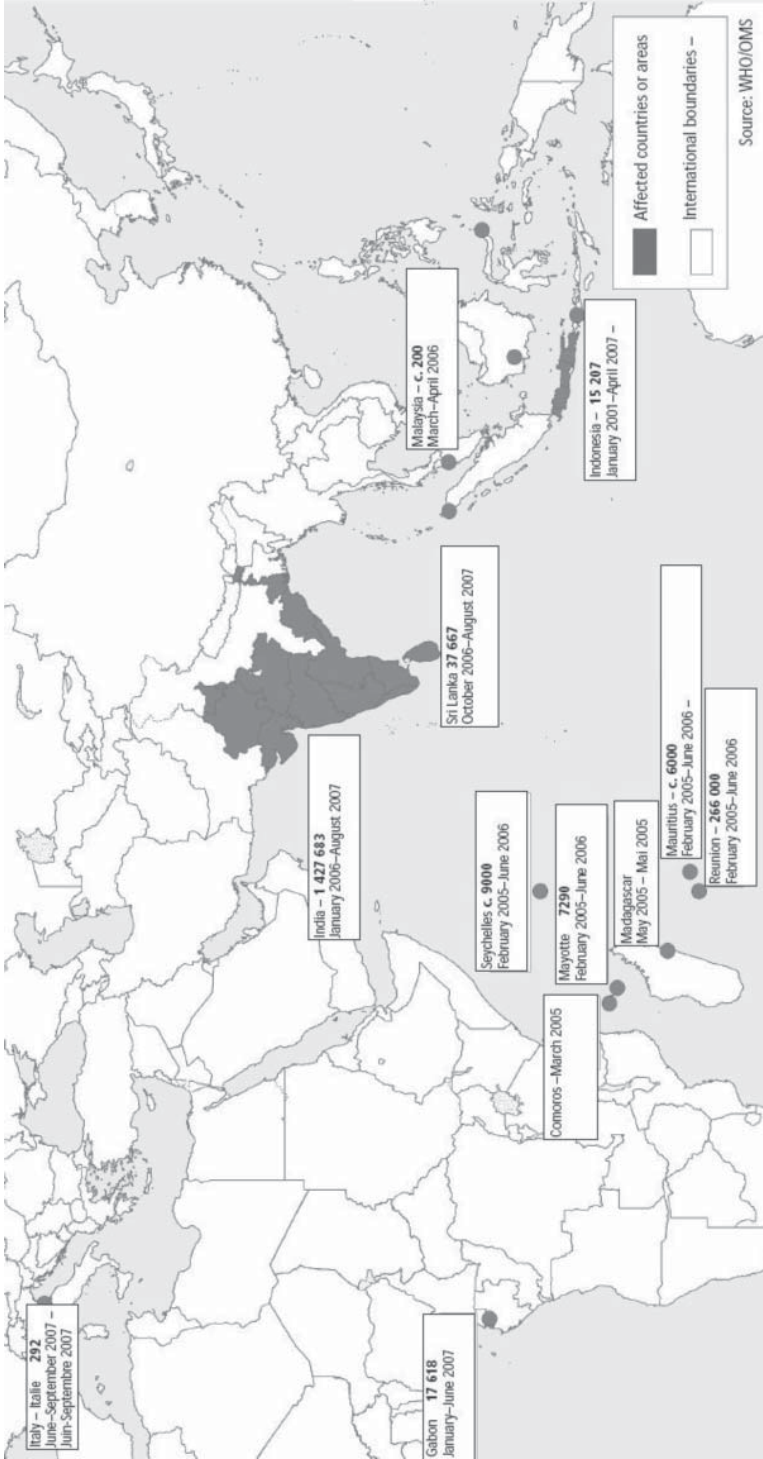 Italy – Italie 292
June–September 2007 –
Juin-Septembre 2007
Gabon 17 618
January–June 2007
India – 1 427 683
January 2006–August 2007
Seychelles c. 9000
February 2005–June 2006
Mayotte 7290
February 2005–June 2006
Comoros –March 2005
Madagascar
May 2005 – Mai 2005
Mauritius – c. 6000
February 2005–June 2006 –
Reunion – 266 000
February 2005–June 2006
Sri Lanka 37 667
October 2006–August 2007
Malaysia – c. 200
March–April 2006
Indonesia – 15 207
January 2001–April 2007 –
Affected countries or areas
International boundaries –
Source: WHO/OMS